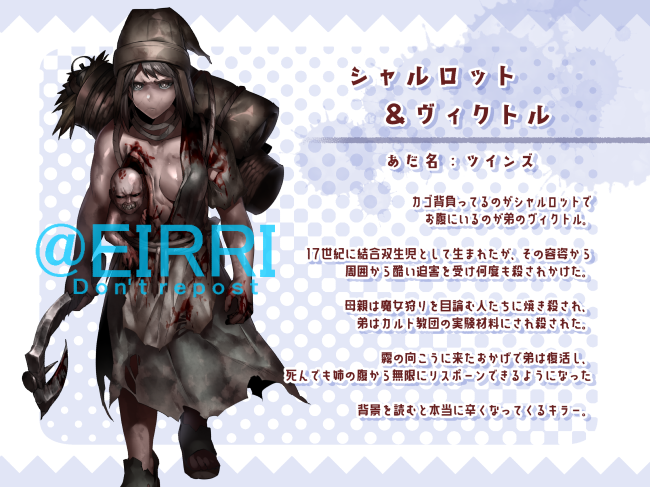 シャルロット
＆ヴィクトル
あだ名：ツインズ
カゴ背負ってるのがシャルロットで
お腹にいるのが弟のヴィクトル。
17世紀に結合双生児として生まれたが、その容姿から
周囲から酷い迫害を受け何度も殺されかけた。
母親は魔女狩りを目論む人たちに焼き殺され、
弟はカルト教団の実験材料にされ殺された。
霧の向こうに来たおかげで弟は復活し、
死んでも姉の腹から無限にリスポーンできるようになった
背景を読むと本当に辛くなってくるキラー。
@EIRRI
Don't repost